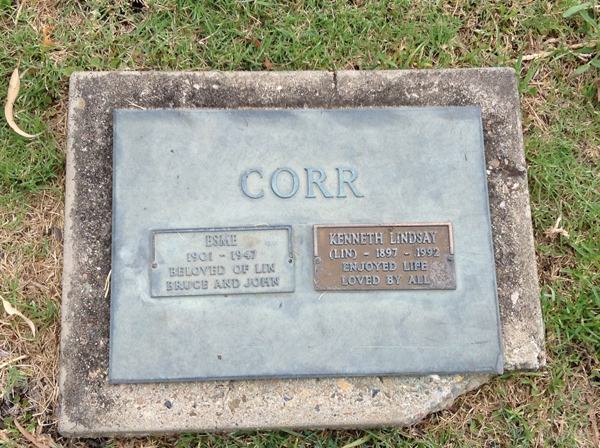 CORR
ESME
1901 - 1947
BELOVED OF LIN
BRUCE AND JOHN
KENNETH LINDSAY
(LIN) - 1897 - 1992
ENJOYED LIFE
LOVED BY ALL